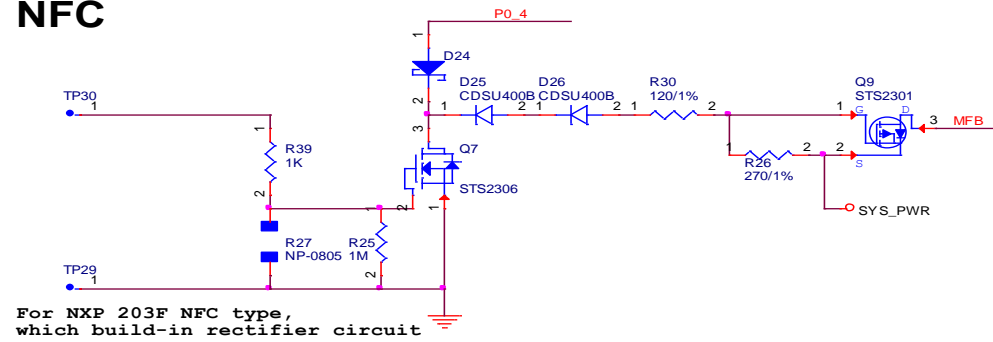 NFC
P0_4
1
D24
2
TP30
1
D25
CDSU400B
D26
CDSU400B
1
2
1
2
R30
120/1%
1
2
Q9
STS2301
1
G
D
3
MFB
S
2
1
R26
270/1%
2
SYS_PWR
1
R39
1K
2
3
Q7
STS2306
2
1
R27
NP-0805
1
R25
1M
2
TP29
1
For NXP 203F NFC type,
which build-in rectifier circuit